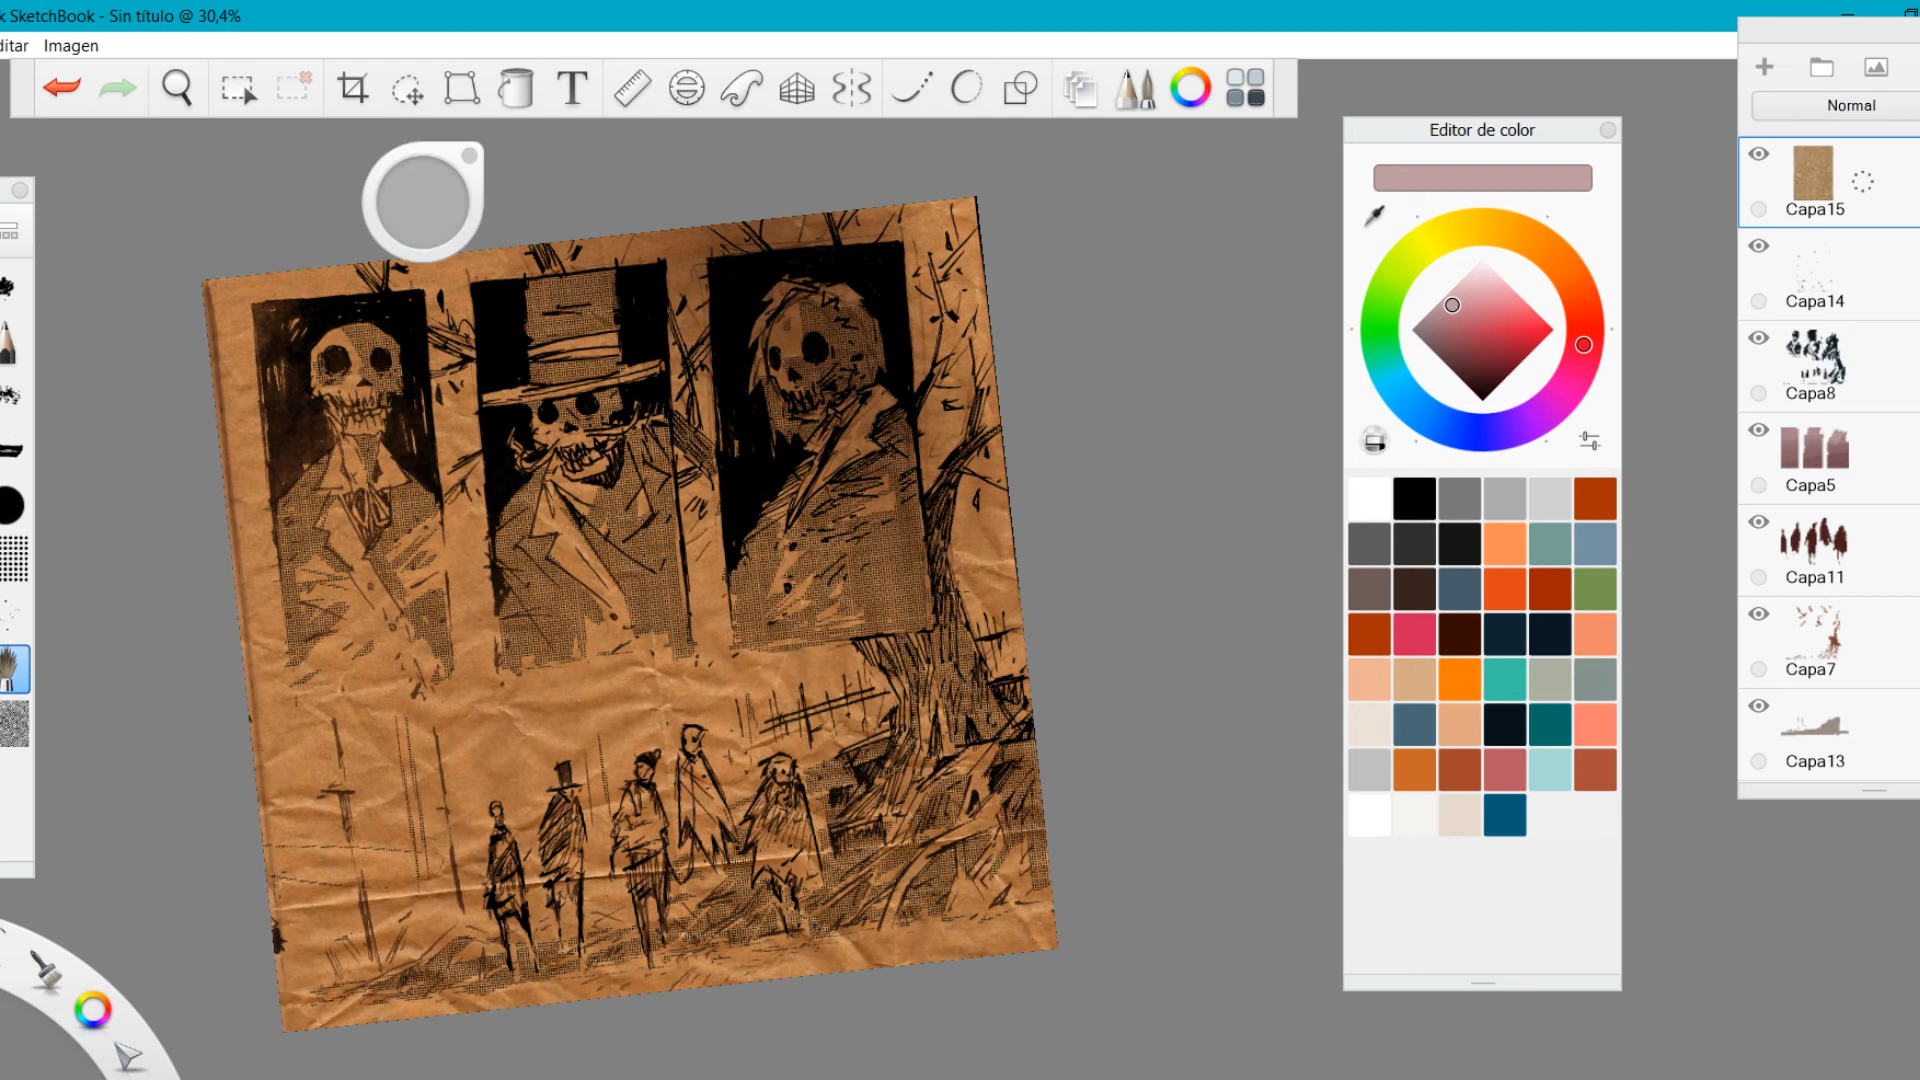 k SketchBook - Sin título @ 30,4%
ditar Imagen
T
Editor de color
Normal
Capa15
Capa14
Capa8
Capa5
Capa11
Capa7
Capa13